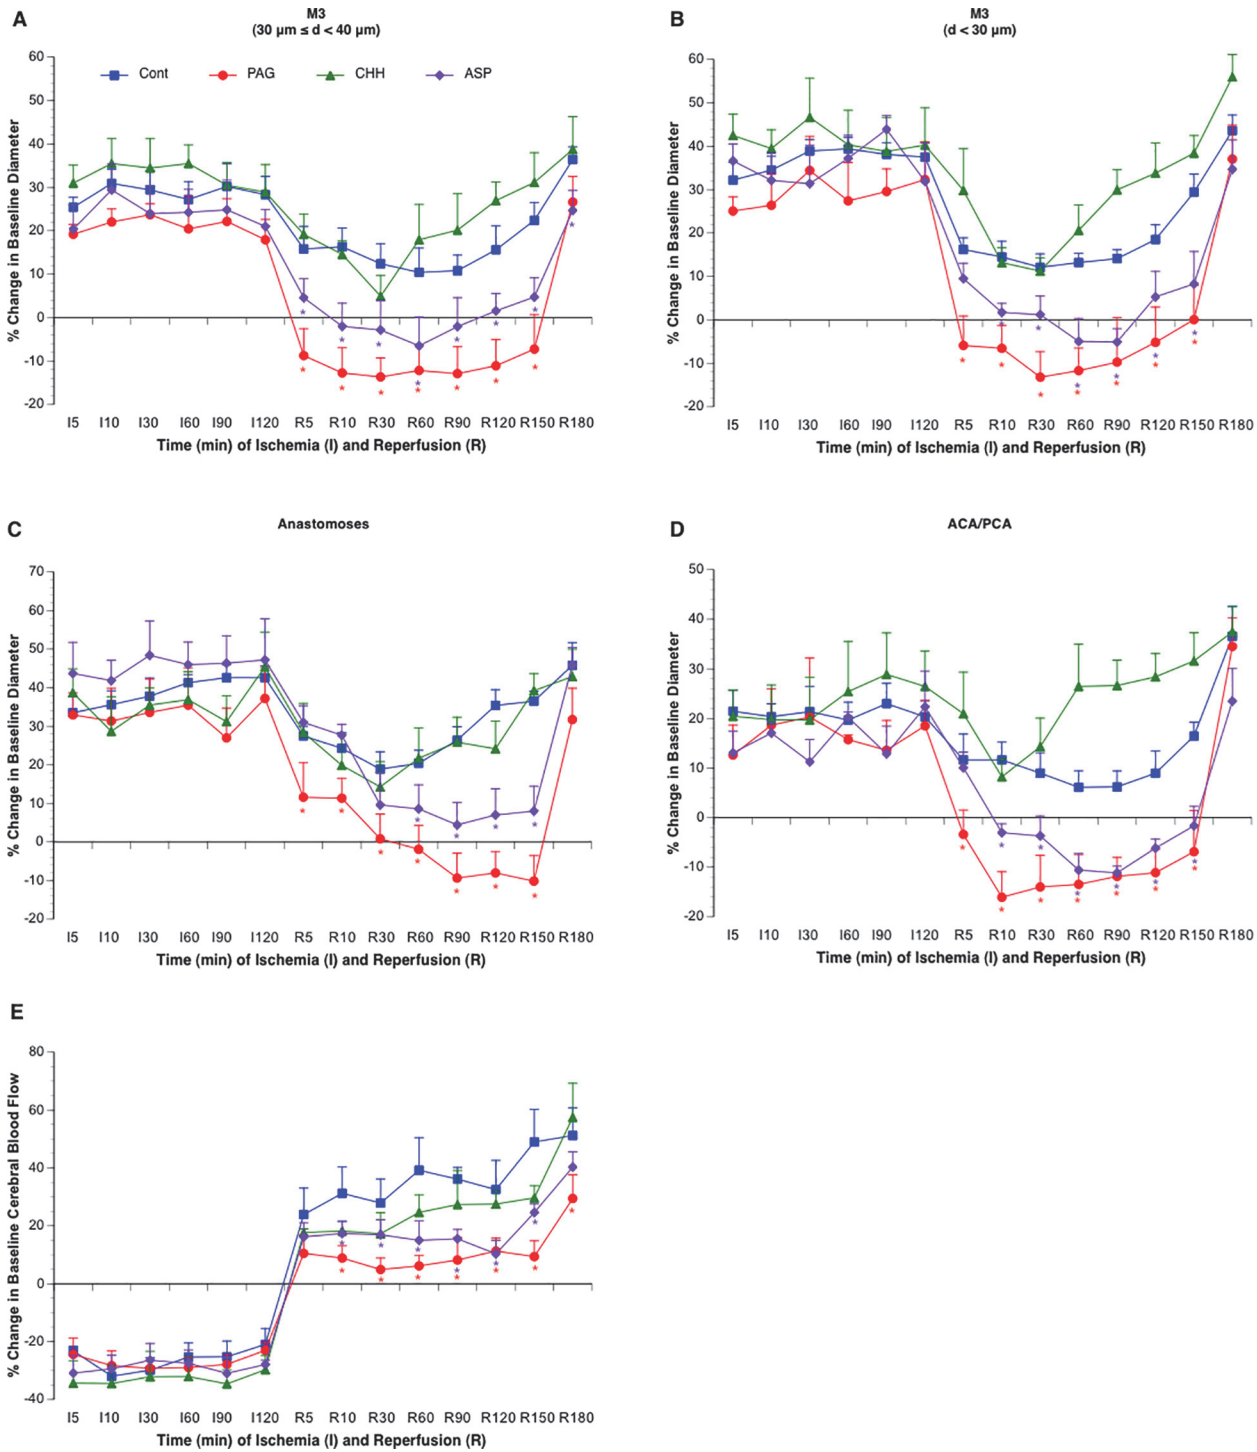 A
M3
(30 µm ≤ d < 40 µm)
Cont PAG CHH ASP
% Change in Baseline Diameter
60
50
40
30
20
10
0
-10
-20
I5 I10 I30 I60 I90 I120 R5 R10 R30 R60 R90 R120 R150 R180
Time (min) of Ischemia (I) and Reperfusion (R)
B
M3
(d < 30 µm)
% Change in Baseline Diameter
60
50
40
30
20
10
0
-10
-20
I5 I10 I30 I60 I90 I120 R5 R10 R30 R60 R90 R120 R150 R180
Time (min) of Ischemia (I) and Reperfusion (R)
C
Anastomoses
% Change in Baseline Diameter
70
60
50
40
30
20
10
0
-10
-20
I5 I10 I30 I60 I90 I120 R5 R10 R30 R60 R90 R120 R150 R180
Time (min) of Ischemia (I) and Reperfusion (R)
D
ACA/PCA
% Change in Baseline Diameter
50
40
30
20
10
0
-10
-20
I5 I10 I30 I60 I90 I120 R5 R10 R30 R60 R90 R120 R150 R180
Time (min) of Ischemia (I) and Reperfusion (R)
E
% Change in Baseline Cerebral Blood Flow
80
60
40
20
0
-20
-40
I5 I10 I30 I60 I90 I120 R5 R10 R30 R60 R90 R120 R150 R180
Time (min) of Ischemia (I) and Reperfusion (R)